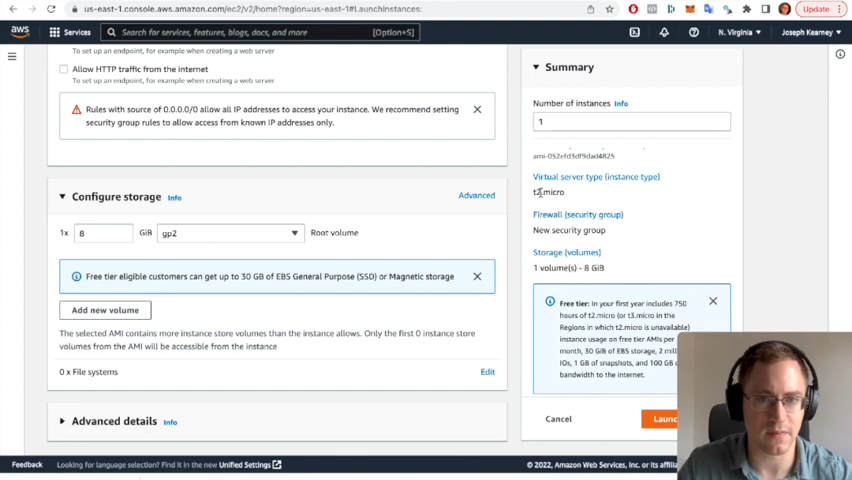 us-east-1.console.aws.amazon.com/ec2/v2/home?region=us-east-1#LaunchInstances:
Update
aws
Services
Search for services, features, blogs, docs, and more
[Option+S]
N. Virginia
Joseph Kearney
To set up an endpoint, for example when creating a web server
Allow HTTP traffic from the internet
To set up an endpoint, for example when creating a web server
Rules with source of 0.0.0.0/0 allow all IP addresses to access your instance. We recommend setting
security group rules to allow access from known IP addresses only.
Configure storage Info
Advanced
1x 8 GiB gp2 Root volume
Free tier eligible customers can get up to 30 GB of EBS General Purpose (SSD) or Magnetic storage
Add new volume
The selected AMI contains more instance store volumes than the instance allows. Only the first 0 instance store
volumes from the AMI will be accessible from the instance
0 x File systems
Edit
Advanced details Info
Summary
Number of instances Info
1
ami-052efd3df9dad4825
Virtual server type (instance type)
t2.micro
Firewall (security group)
New security group
Storage (volumes)
1 volume(s) - 8 GiB
Free tier: In your first year includes 750
hours of t2.micro (or t3.micro in the
Regions in which t2.micro is unavailable)
instance usage on free tier AMIs per
month, 30 GiB of EBS storage, 2
IOs, 1 GB of snapshots, and 100 GB
bandwidth to the internet.
Cancel
Feedback
Looking for language selection? Find it in the new Unified Settings
© 2022, Amazon Web Services, Inc.